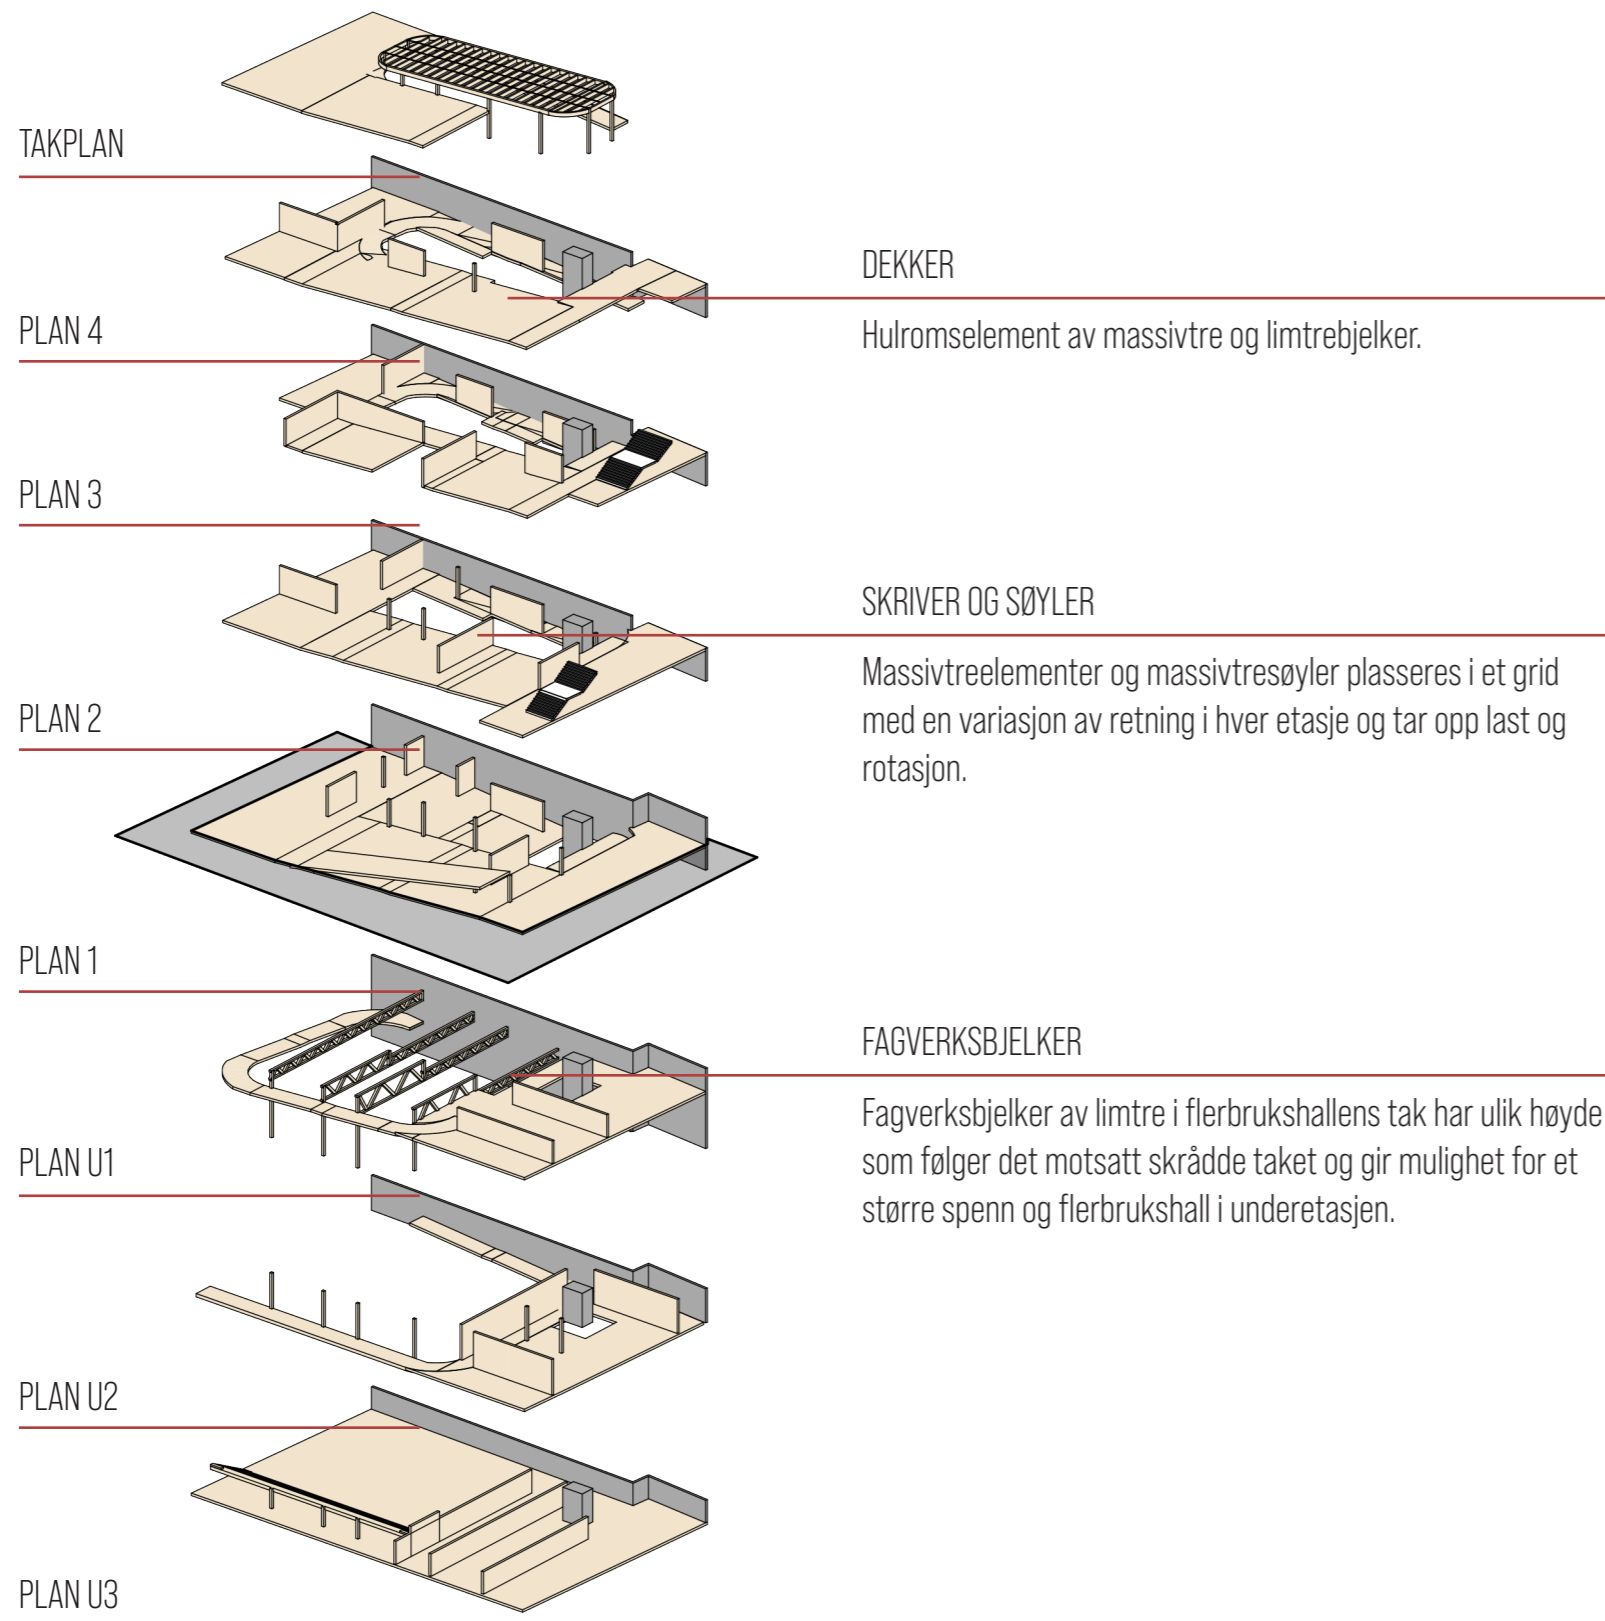 TAKPLAN
PLAN 4
PLAN 3
PLAN 2
PLAN 1
PLAN U1
PLAN U2
PLAN U3
DEKKER
Hulromselement av massivtre og limtrebjelker.
SKRIVER OG SØYLER
Massivtreelementer og massivtresøyler plasseres i et grid
med en variasjon av retning i hver etasje og tar opp last og
rotasjon.
FAGVERKSBJELKER
Fagverksbjelker av limtre i flerbrukshallens tak har ulik høyde
som følger det motsatt skrådde taket og gir mulighet for et
større spenn og flerbrukshall i underetasjen.